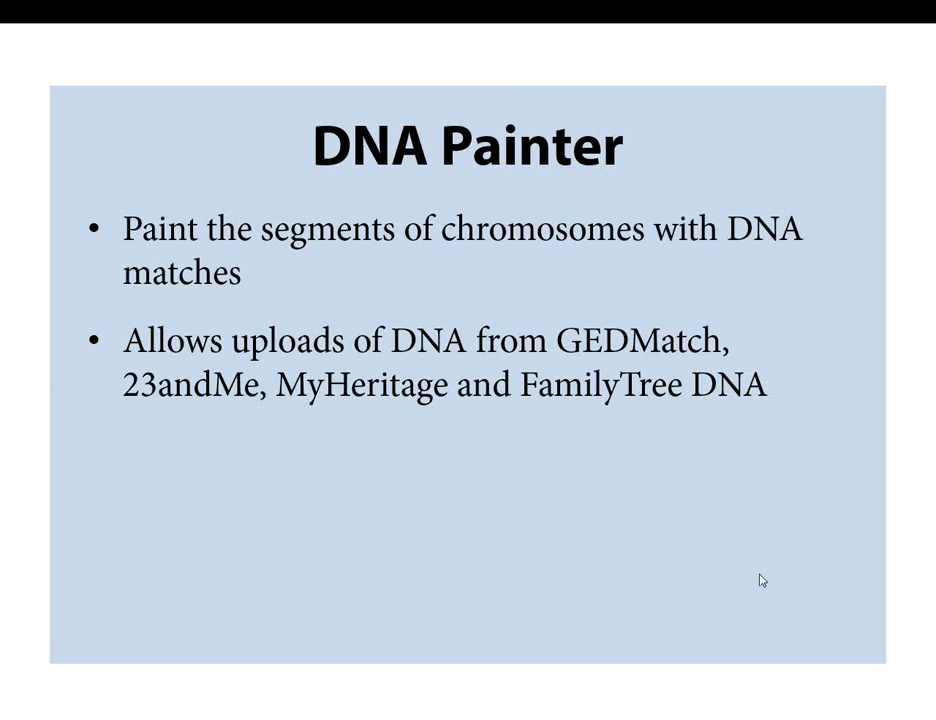 DNA Painter
• Paint the segments of chromosomes with DNA
matches
• Allows uploads of DNA from GEDMatch,
23andMe, MyHeritage and FamilyTree DNA